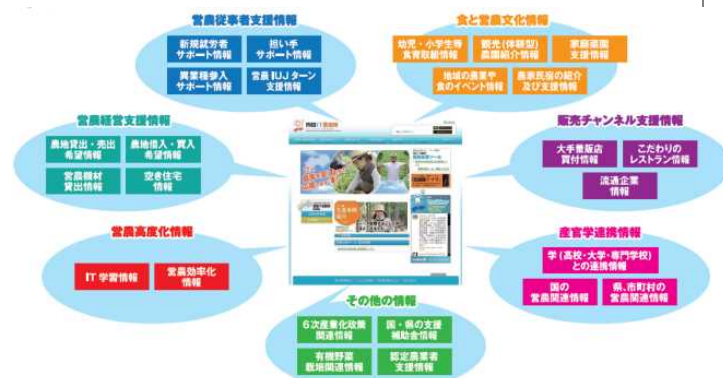 営農従事者支援情報
新規就労者
サポート情報
担い手
サポート情報
異業種参入
サポート情報
営農IUJターン
支援情報
食と営農文化情報
幼児・小学生等
食育取組情報
観光(体験型)
農園紹介情報
家庭菜園
支援情報
地域の農業や
食のイベント情報
農家民宿の紹介
及び支援情報
営農経営支援情報
農地貸出・売出
希望情報
農地借入・買入
希望情報
営農機材
貸出情報
空き住宅
情報
販売チャンネル支援情報
大手量販店
買付情報
こだわりの
レストラン情報
流通企業
情報
営農高度化情報
IT学習情報
営農効率化
情報
産官学連携情報
学(高校・大学・専門学校)
との連携情報
国の
営農関連情報
県、市町村の
営農関連情報
その他の情報
6次産業化政策
関連情報
国・県の支援
補助金情報
有機野菜
栽培関連情報
認定農業者
支援情報